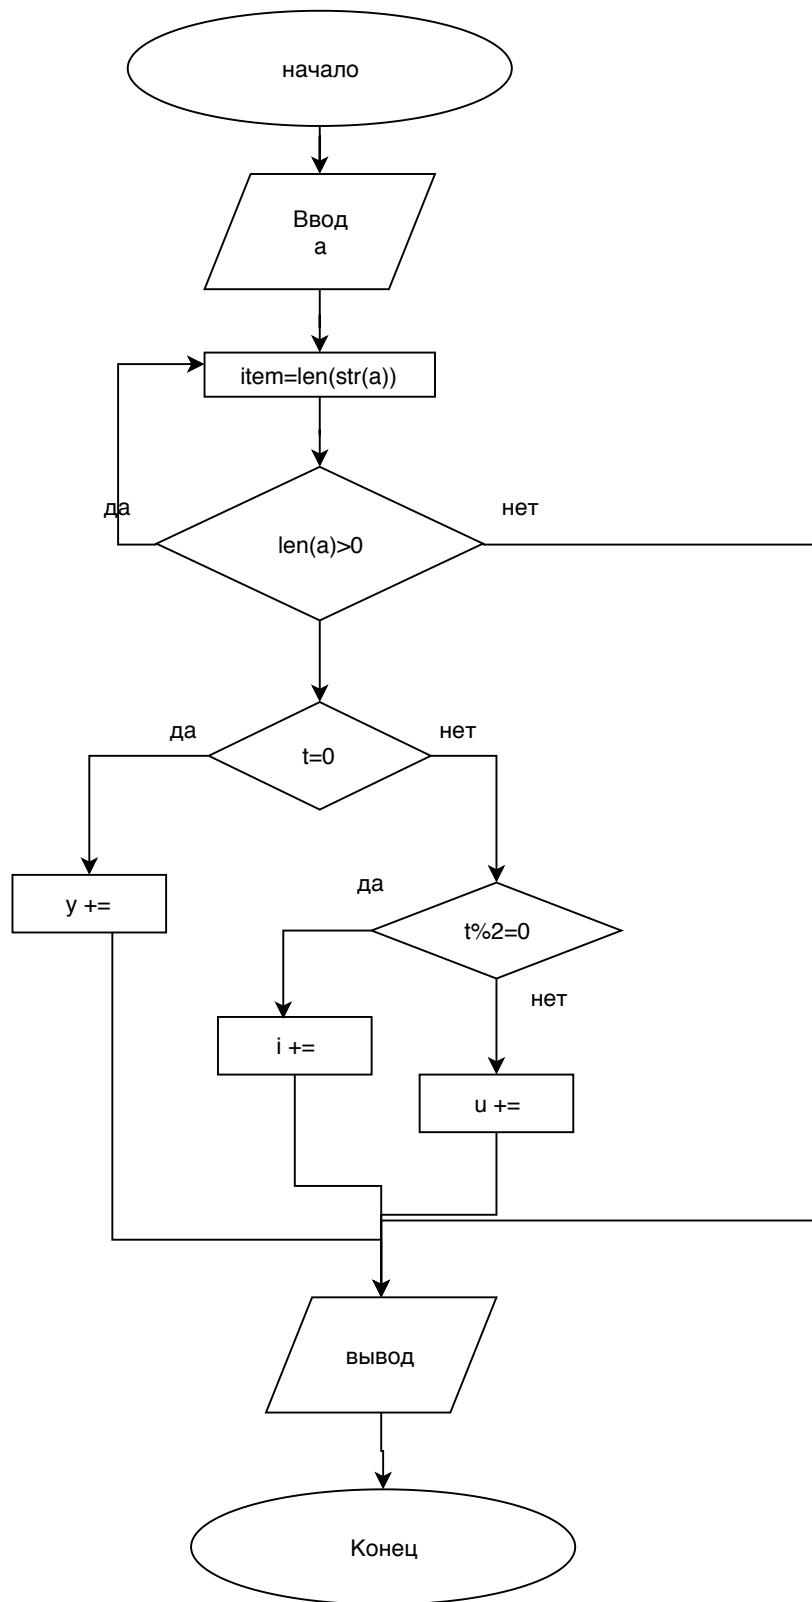 начало
Ввод
a
item=len(str(a))
да
нет
len(a)>0
да
нет
t=0
да
y +=
t%2=0
нет
i +=
u +=
вывод
Конец